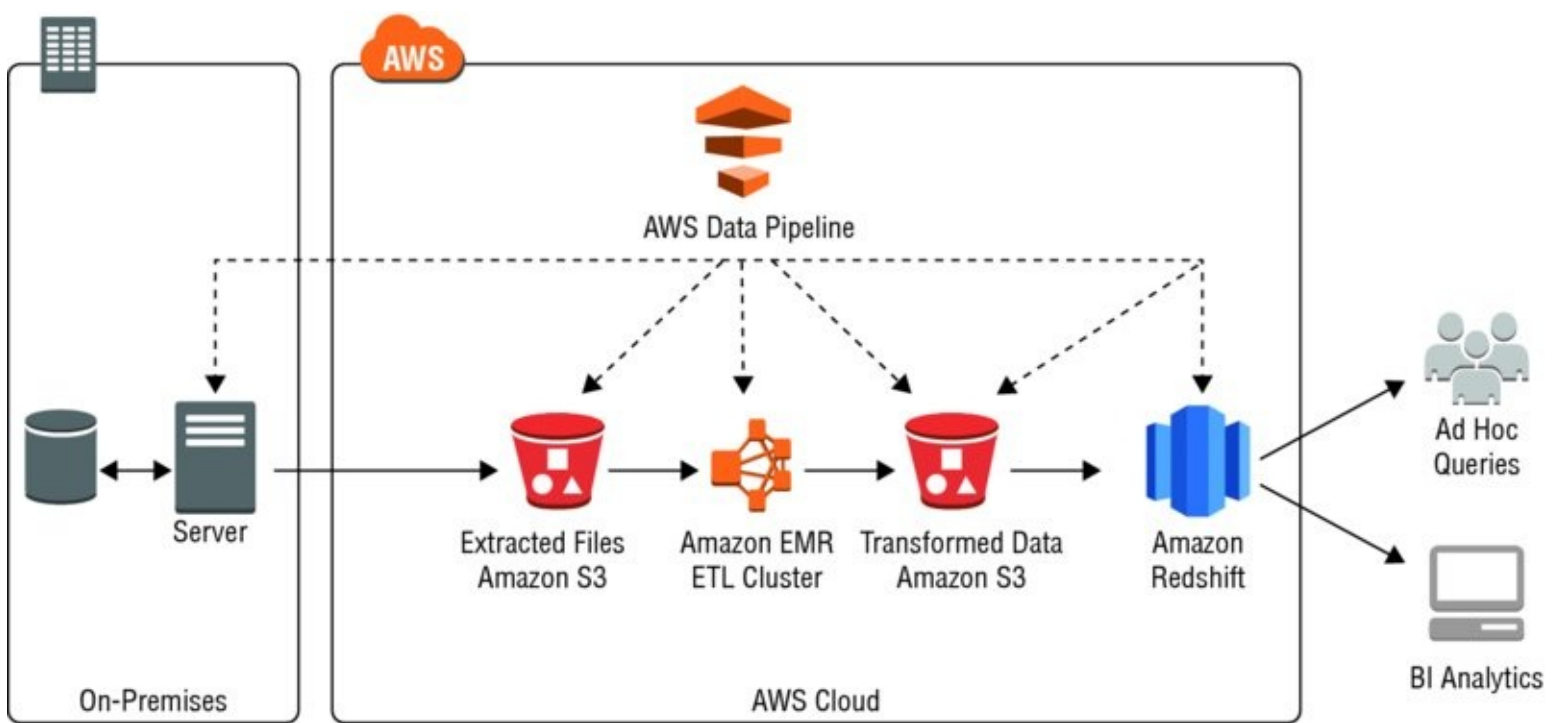 AWS
AWS Data Pipeline
Server
Extracted Files
Amazon S3
Amazon EMR
ETL Cluster
Transformed Data
Amazon S3
Amazon
Redshift
Ad Hoc
Queries
BI Analytics
On-Premises
AWS Cloud